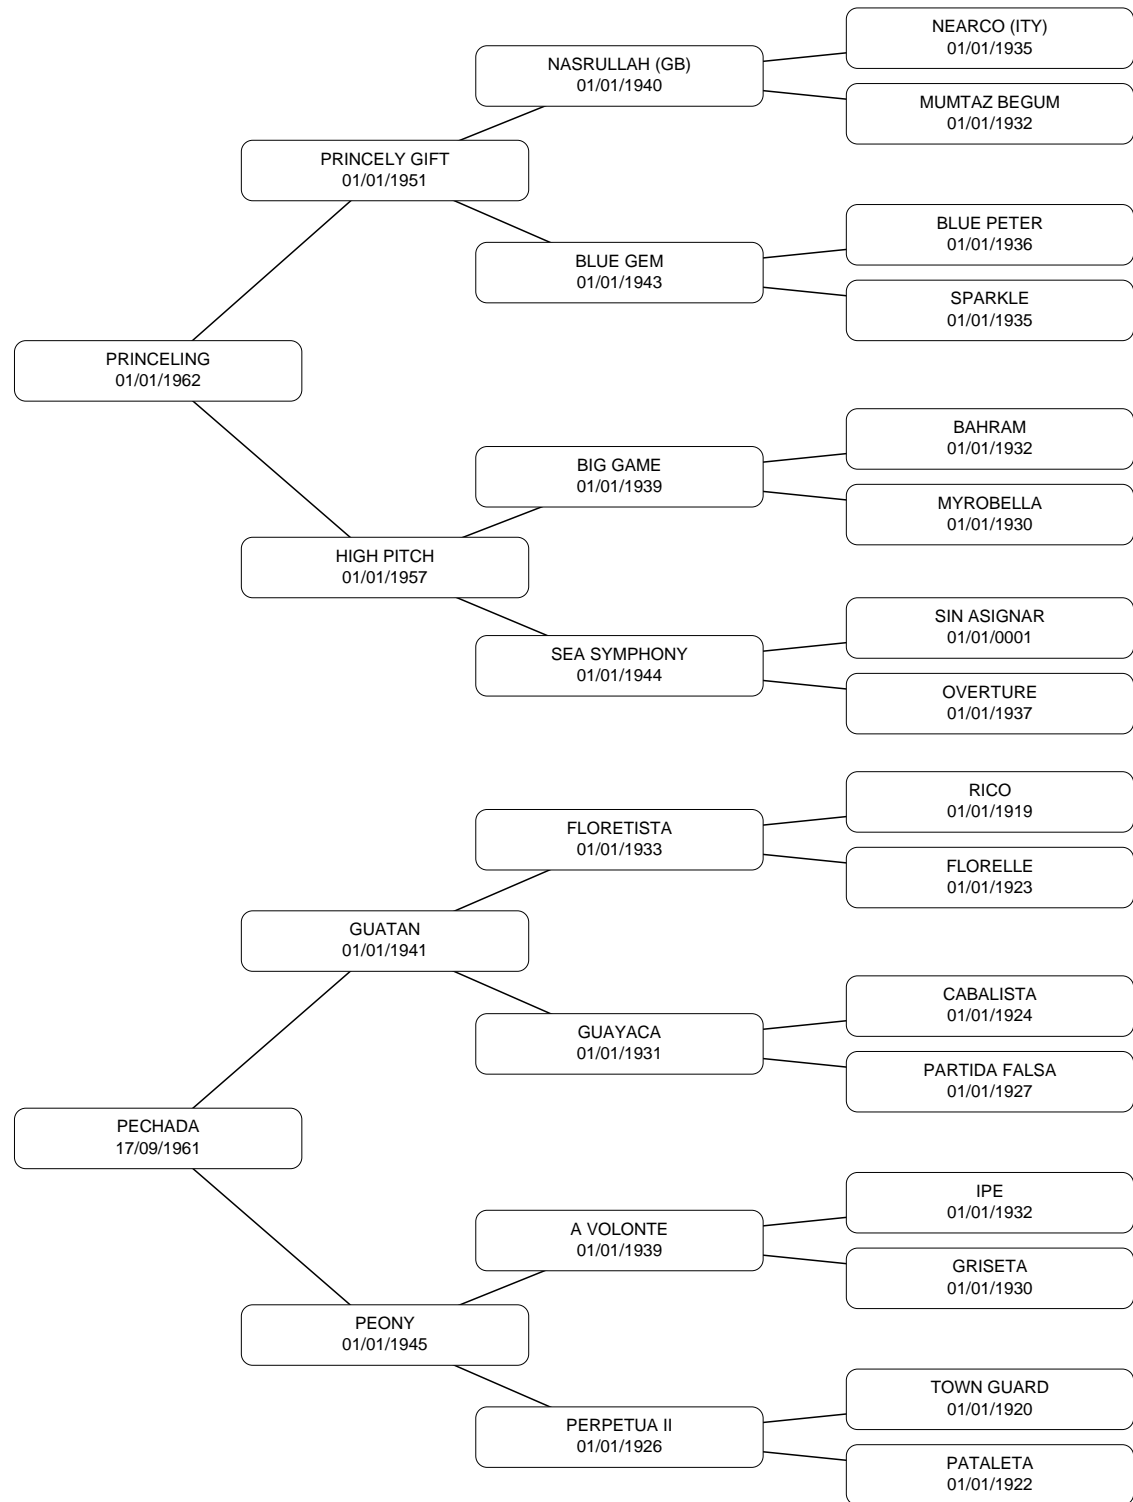 NEARCO (ITY)
01/01/1935
NASRULLAH (GB)
01/01/1940
MUMTAZ BEGUM
01/01/1932
PRINCELY GIFT
01/01/1951
BLUE PETER
01/01/1936
BLUE GEM
01/01/1943
SPARKLE
01/01/1935
PRINCELING
01/01/1962
BAHRAM
01/01/1932
BIG GAME
01/01/1939
MYROBELLA
01/01/1930
HIGH PITCH
01/01/1957
SIN ASIGNAR
01/01/0001
SEA SYMPHONY
01/01/1944
OVERTURE
01/01/1937
RICO
01/01/1919
FLORETISTA
01/01/1933
FLORELLE
01/01/1923
GUATAN
01/01/1941
CABALISTA
01/01/1924
GUAYACA
01/01/1931
PARTIDA FALSA
01/01/1927
PECHADA
17/09/1961
IPE
01/01/1932
A VOLONTE
01/01/1939
GRISETA
01/01/1930
PEONY
01/01/1945
TOWN GUARD
01/01/1920
PERPETUA II
01/01/1926
PATALETA
01/01/1922